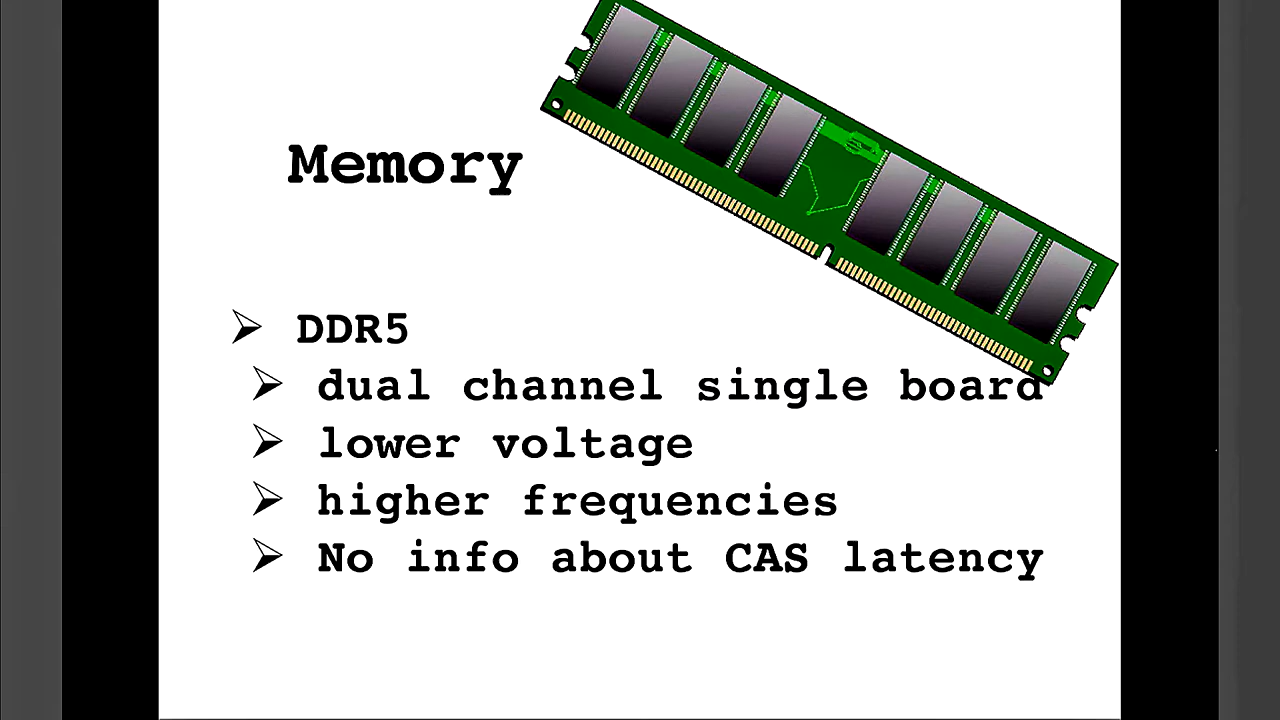 Memory
DDR5
dual channel single board
lower voltage
higher frequencies
No info about CAS latency